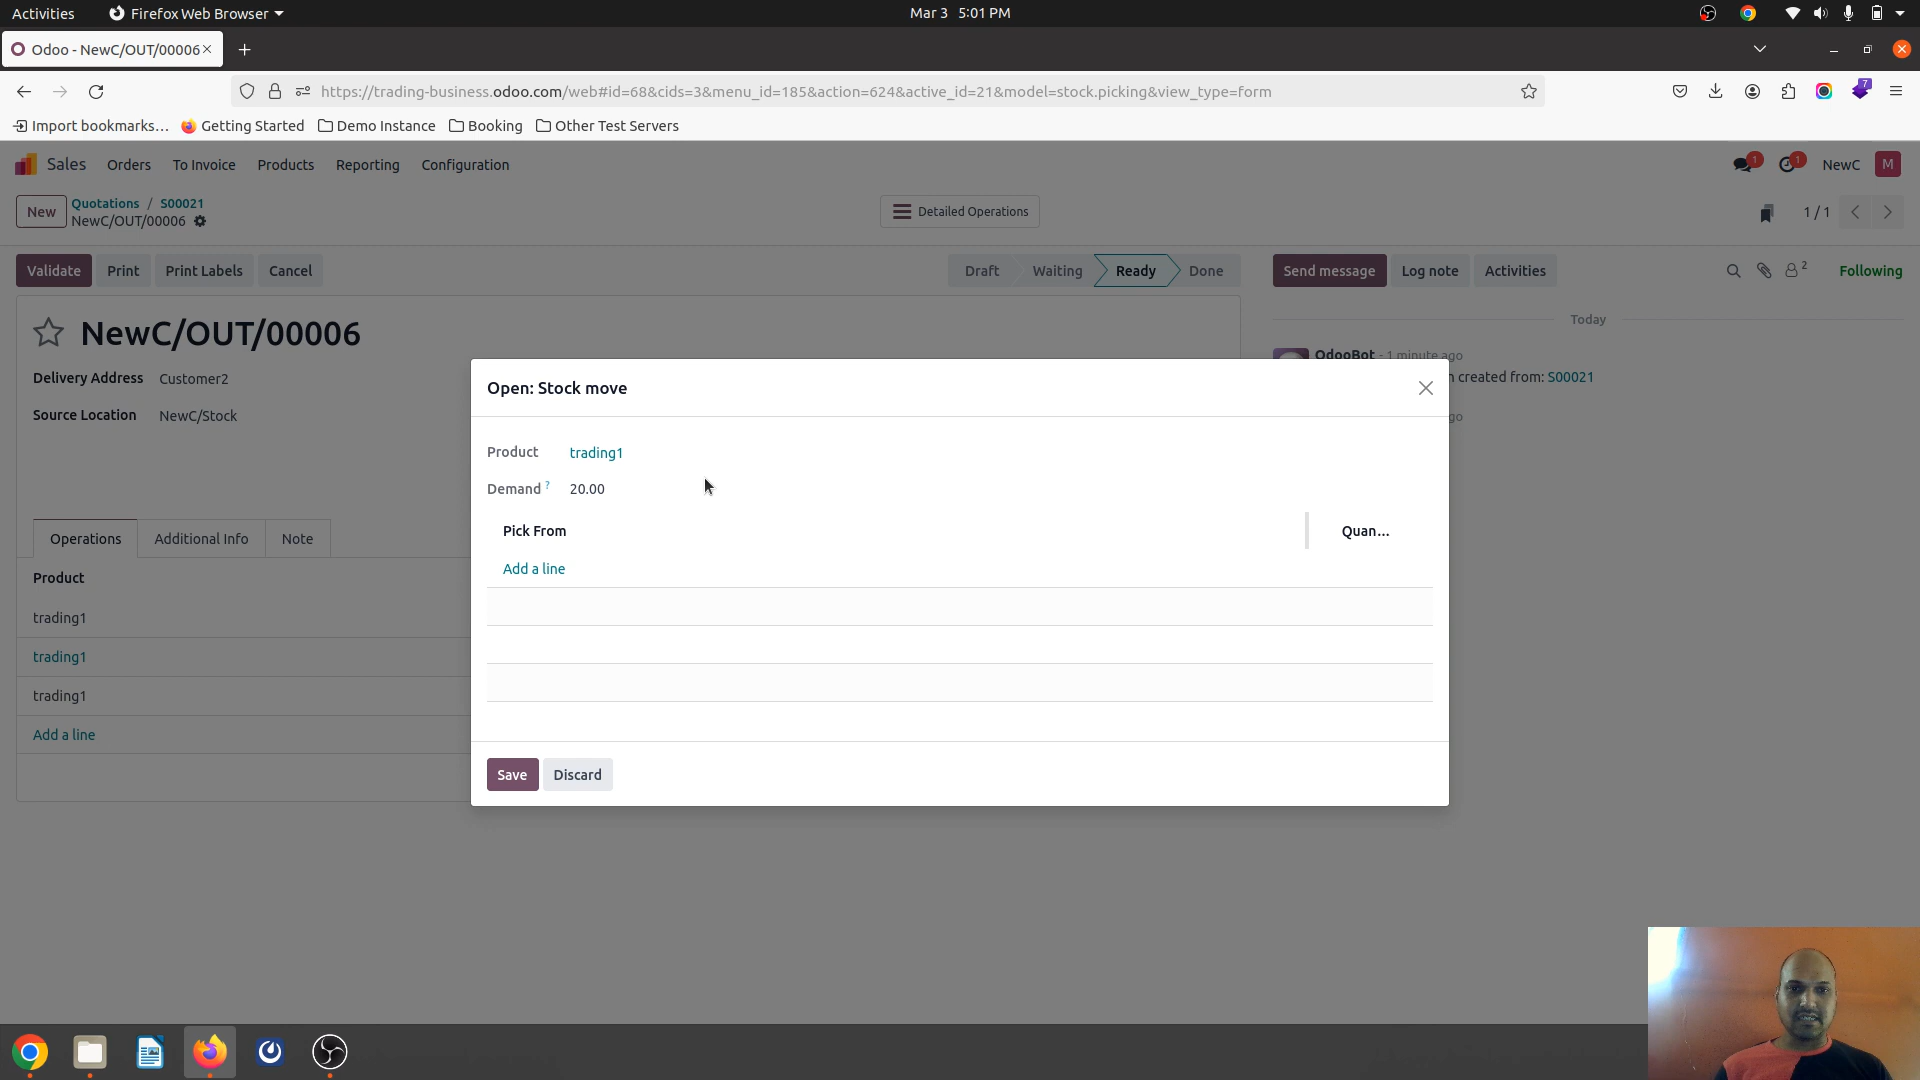 Activities Firefox Web Browser Mar 3 5:01 PM
Odoo - NewC/OUT/00006
https://trading-business.odoo.com/web#id=68&cids=3&menu_id=185&action=624&active_id=21&model=stock.picking&view_type=form 7
Import bookmarks... Getting Started Demo Instance Booking Other Test Servers
Sales Orders To Invoice Products Reporting Configuration 1 1 NewC M
New Quotations / S00021 Detailed Operations 1 / 1
NewC/OUT/00006
Validate Print Print Labels Cancel Draft Waiting Ready Done Send message Log note Activities 2 Following
Today
NewC/OUT/00006
OdooBot - 1 minute ago
Delivery Address Customer2 n created from: S00021
Source Location NewC/Stock go
Open: Stock move
Product trading1
Demand ? 20.00
Pick From Quan...
Add a line
Save Discard
Operations Additional Info Note
Product
trading1
trading1
trading1
Add a line